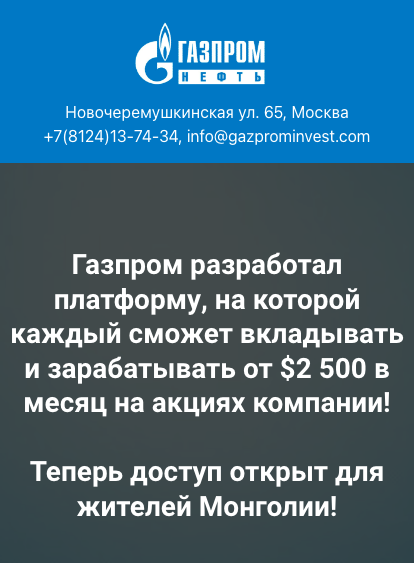 ГАЗПРОМ
НЕФТЬ
Новочеремушкинская ул. 65, Москва
+7(8124)13-74-34, info@gazprominvest.com
Газпром разработал
платформу, на которой
каждый сможет вкладывать
и зарабатывать от $2 500 в
месяц на акциях компании!
Теперь доступ открыт для
жителей Монголии!